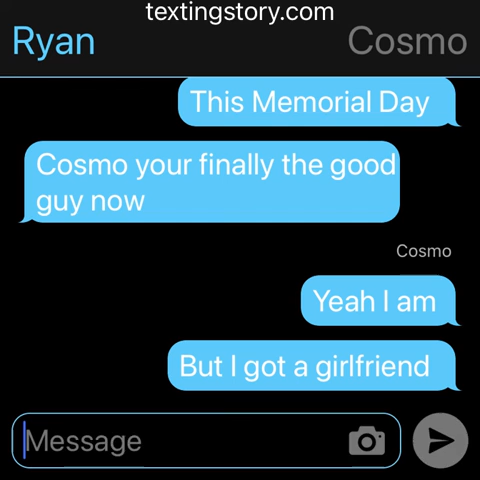 textingstory.com
Ryan
Cosmo
This Memorial Day
Cosmo your finally the good
guy now
Cosmo
Yeah I am
But I got a girlfriend
Message